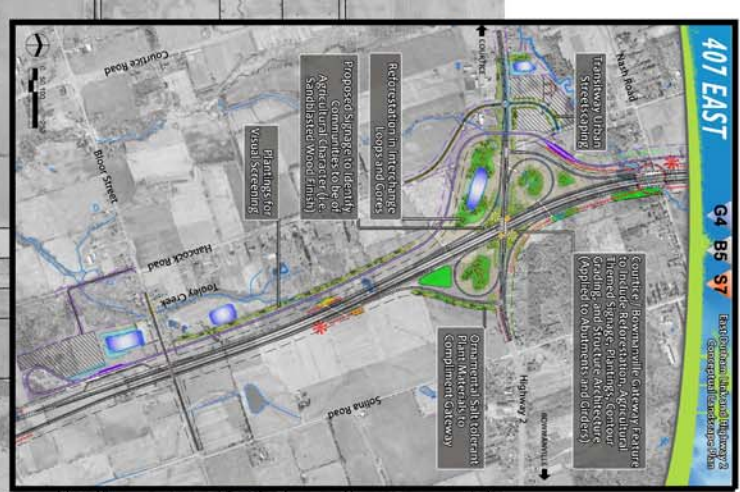 407 EAST
G4 B5 S7
East Durham Link and Highway 2
Conceptual Landscape Plan
Nash Road
COURTICE
Transitway Urban
Streetscaping
Courtice / Bowmanville Gateway Feature
to Include Reforestation, Agricultural
Themed Signage, Plantings, Contour
Grading, and Structure Architecture
(Applied to Abutments and Girders)
Reforestation in Interchange
Loops and Gores
Proposed Signage to Identify
Communities to be of
Agricultural Character (i.e.
Sandblasted Wood Finish)
Plantings for
Visual Screening
Ornamental Salt tolerant
Plant Materials to
Compliment Gateway
Highway 2
BOWMANVILLE
Courtice Road
Bloor Street
Hancock Road
Tooley Creek
Solina Road